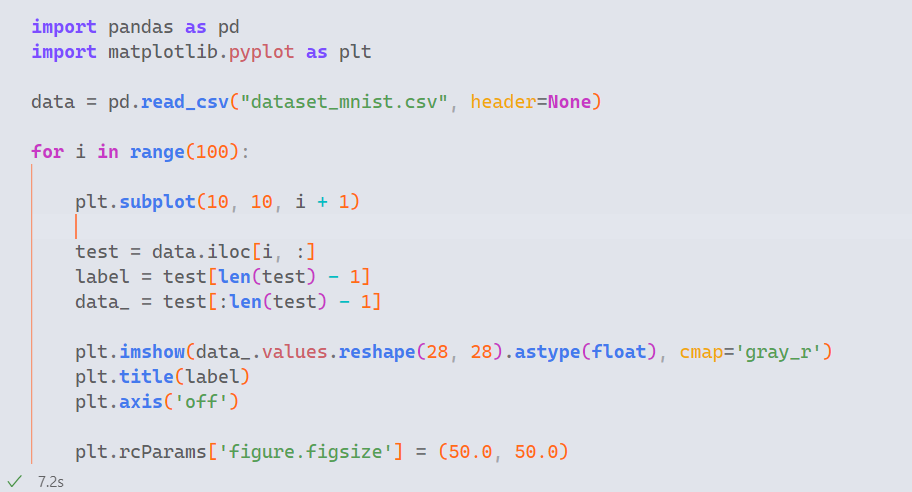 import pandas as pd
import matplotlib.pyplot as plt
data = pd.read_csv("dataset_mnist.csv", header=None)
for i in range(100):
    plt.subplot(10, 10, i + 1)
    test = data.iloc[i, :]
    label = test[len(test) - 1]
    data_ = test[:len(test) - 1]
    plt.imshow(data_.values.reshape(28, 28).astype(float), cmap='gray_r')
    plt.title(label)
    plt.axis('off')
    plt.rcParams['figure.figsize'] = (50.0, 50.0)
7.2s